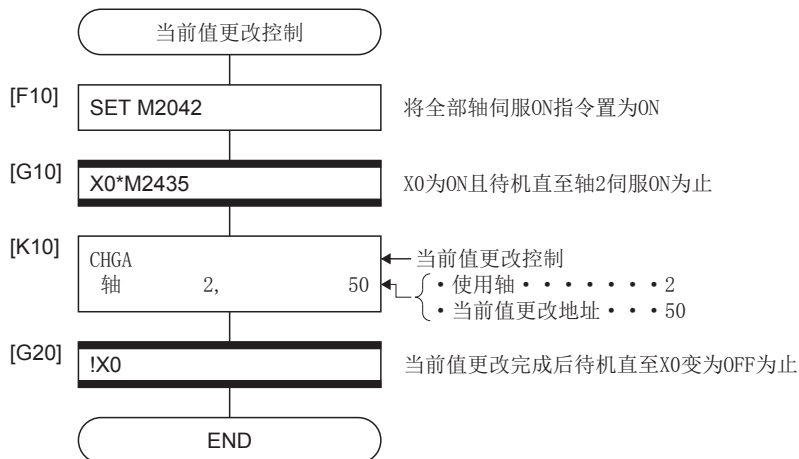 当前值更改控制
[F10] SET M2042 将全部轴伺服ON指令置为ON
[G10] X0*M2435 X0为ON且待机直至轴2伺服ON为止
[K10] CHGA 当前值更改控制
轴 2, 50 ・使用轴・・・・・・・2
・当前值更改地址・・・50
[G20] !X0 当前值更改完成后待机直至X0变为OFF为止
END